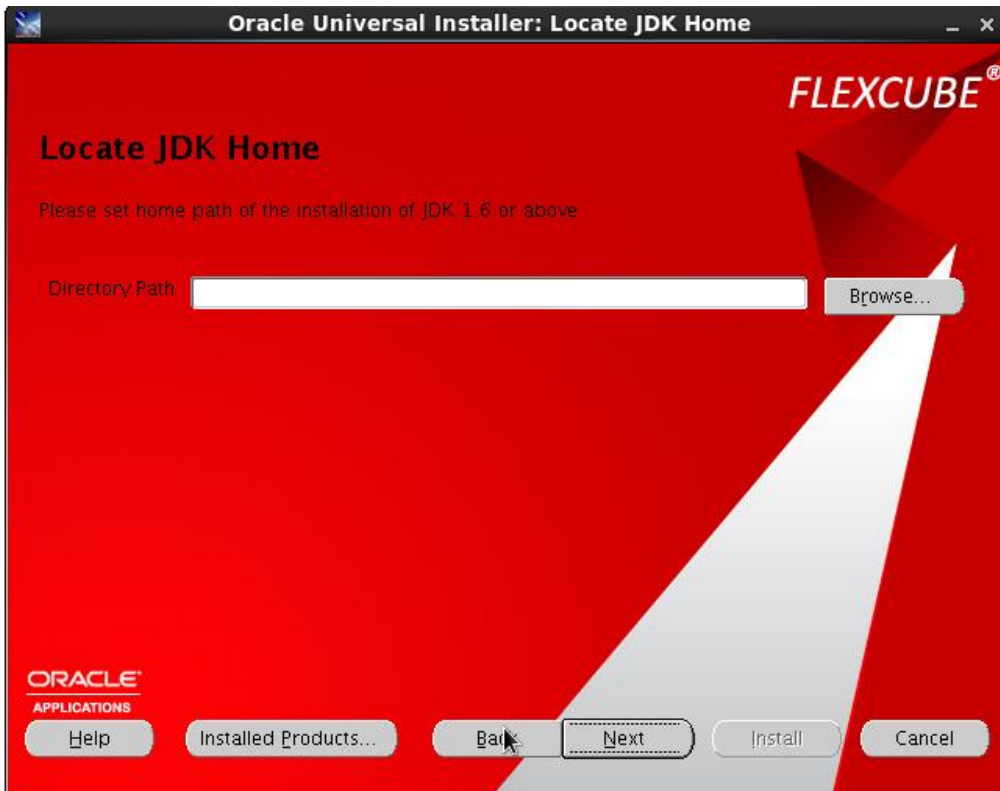 Oracle Universal Installer: Locate JDK Home
FLEXCUBE®
Locate JDK Home
Please set home path of the installation of JDK 1.6 or above
Directory Path
Browse...
ORACLE®
APPLICATIONS
Help
Installed Products...
Back
Next
Install
Cancel